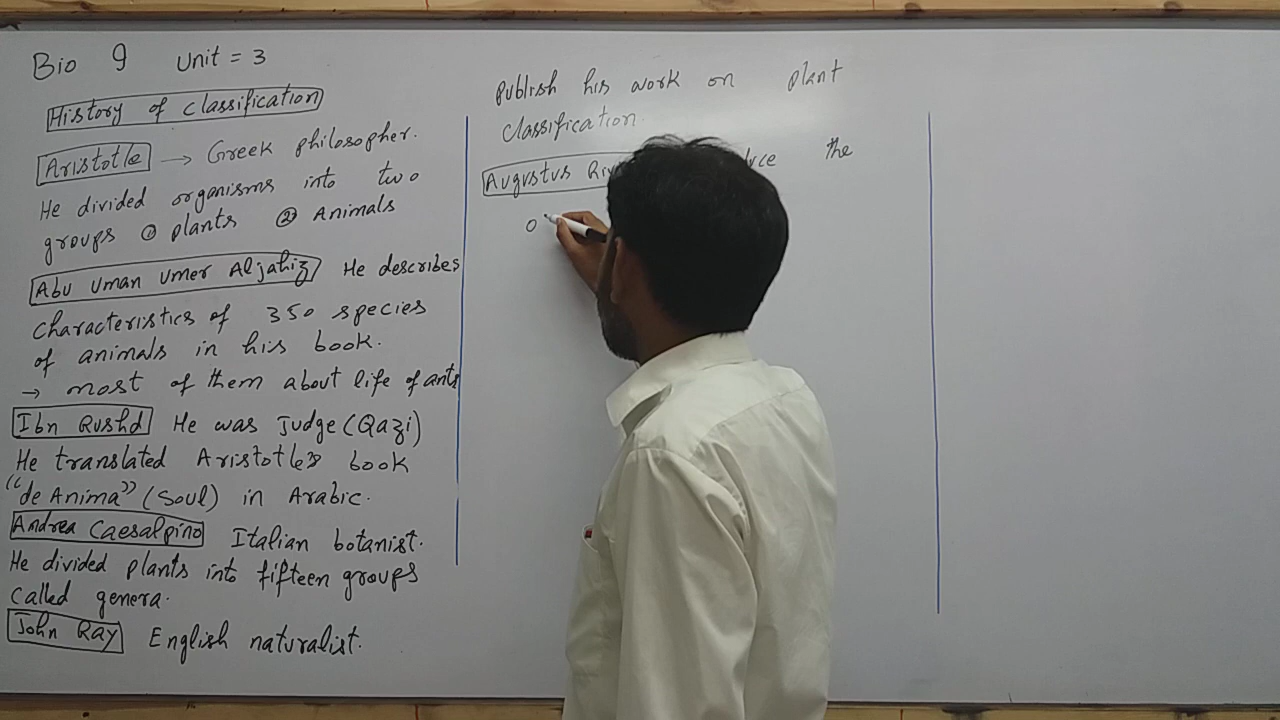 Bio 9 Unit = 3
History of classification
Aristotle → Greek philosopher.
He divided organisms into two
groups ① plants ② Animals
Abu Uman Umer Aljahiz He describes
characteristics of 350 species
of animals in his book.
→ most of them about life of ants
Ibn Rushd He was Judge (Qazi)
He translated Aristotles book
"de Anima" (Soul) in Arabic.
Andrea Caesalpino Italian botanist.
He divided plants into fifteen groups
called genera.
John Ray English naturalist.
Publish his work on plant
classification.
Augustus the